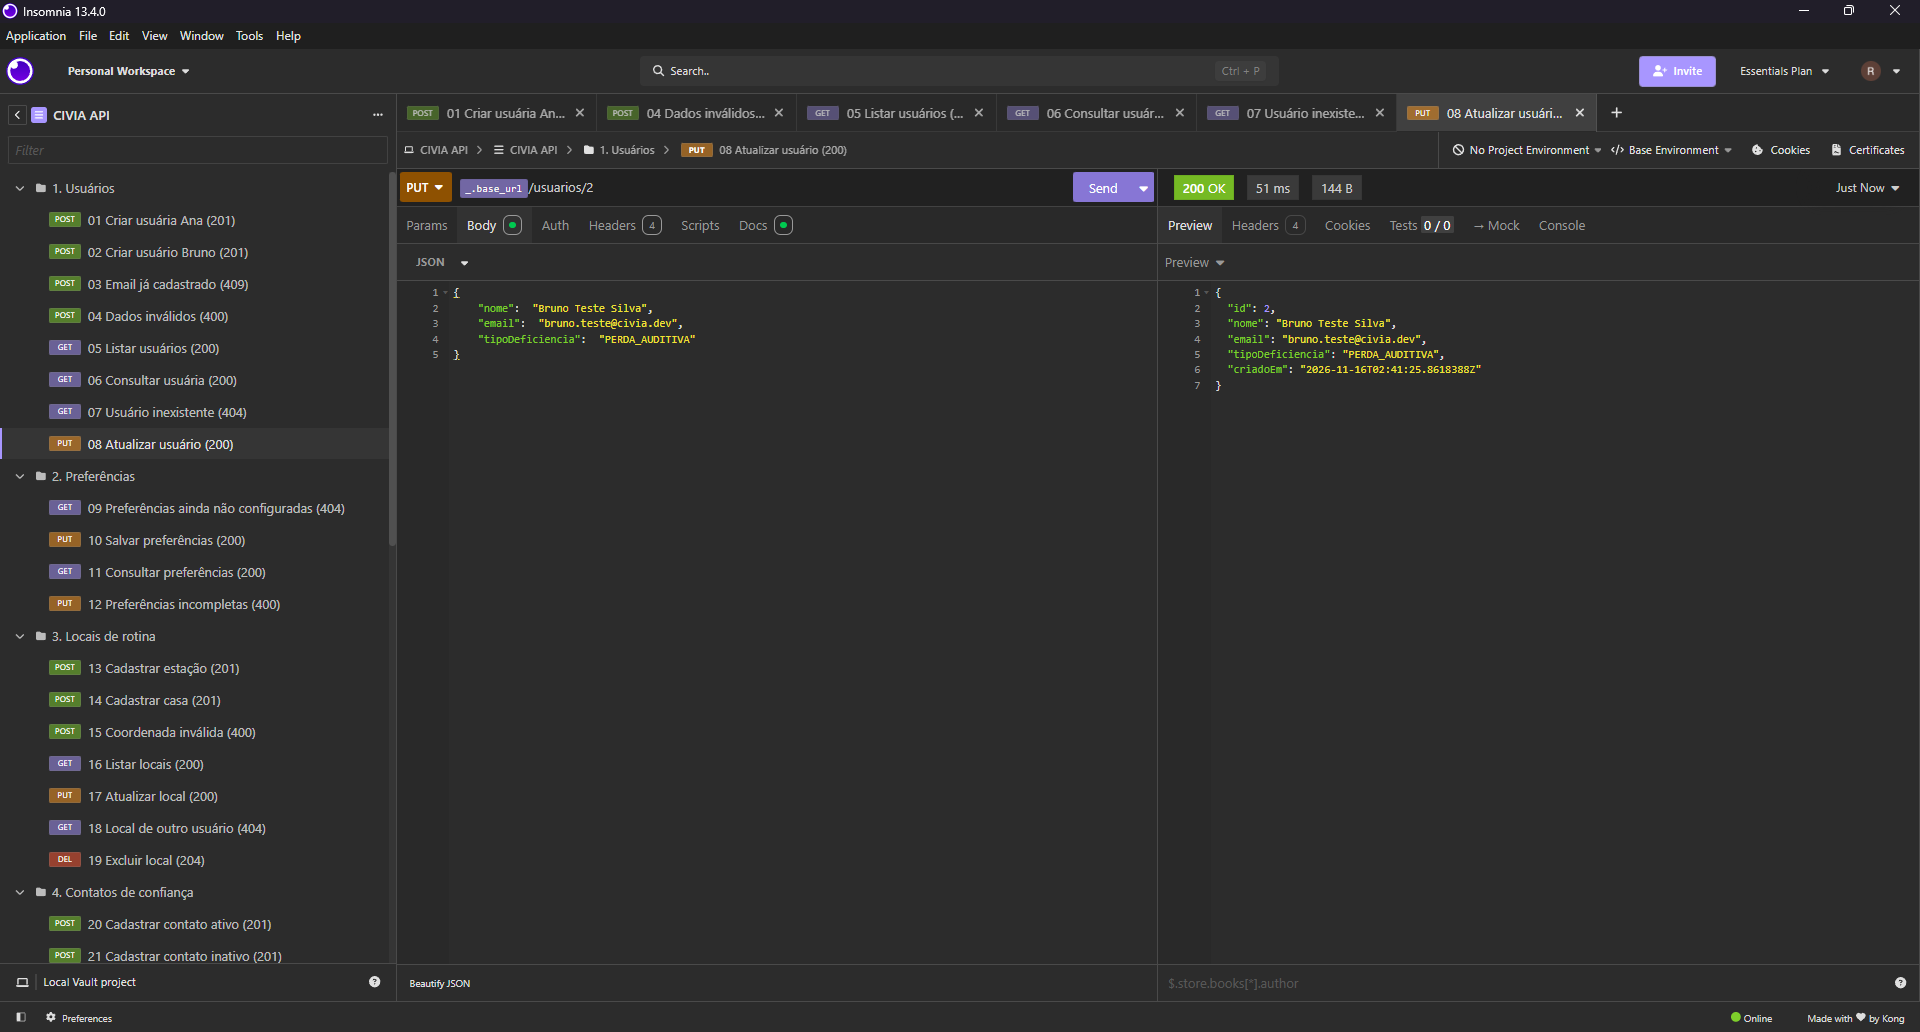 Insomnia 13.4.0
Application File Edit View Window Tools Help
Personal Workspace
Search..
Ctrl + P
Invite
Essentials Plan
R
CIVIA API
Filter
1. Usuários
POST 01 Criar usuária Ana (201)
POST 02 Criar usuário Bruno (201)
POST 03 Email já cadastrado (409)
POST 04 Dados inválidos (400)
GET 05 Listar usuários (200)
GET 06 Consultar usuária (200)
GET 07 Usuário inexistente (404)
PUT 08 Atualizar usuário (200)
2. Preferências
GET 09 Preferências ainda não configuradas (404)
PUT 10 Salvar preferências (200)
GET 11 Consultar preferências (200)
PUT 12 Preferências incompletas (400)
3. Locais de rotina
POST 13 Cadastrar estação (201)
POST 14 Cadastrar casa (201)
POST 15 Coordenada inválida (400)
GET 16 Listar locais (200)
PUT 17 Atualizar local (200)
GET 18 Local de outro usuário (404)
DEL 19 Excluir local (204)
4. Contatos de confiança
POST 20 Cadastrar contato ativo (201)
POST 21 Cadastrar contato inativo (201)
Local Vault project
POST 01 Criar usuária An...
POST 04 Dados inválidos...
GET 05 Listar usuários (...
GET 06 Consultar usuár...
GET 07 Usuário inexiste...
PUT 08 Atualizar usuári...
CIVIA API > CIVIA API > 1. Usuários > PUT 08 Atualizar usuário (200)
No Project Environment
</> Base Environment
Cookies
Certificates
PUT _.base_url/usuarios/2
Send
Params Body Auth Headers 4 Scripts Docs
JSON
1 {
2 "nome": "Bruno Teste Silva",
3 "email": "bruno.teste@civia.dev",
4 "tipoDeficiencia": "PERDA_AUDITIVA"
5 }
Beautify JSON
200 OK 51 ms 144 B
Just Now
Preview Headers 4 Cookies Tests 0 / 0 → Mock Console
Preview
1 {
2 "id": 2,
3 "nome": "Bruno Teste Silva",
4 "email": "bruno.teste@civia.dev",
5 "tipoDeficiencia": "PERDA_AUDITIVA",
6 "criadoEm": "2026-11-16T02:41:25.8618388Z"
7 }
$.store.books[*].author
Preferences
Online
Made with ♥ by Kong